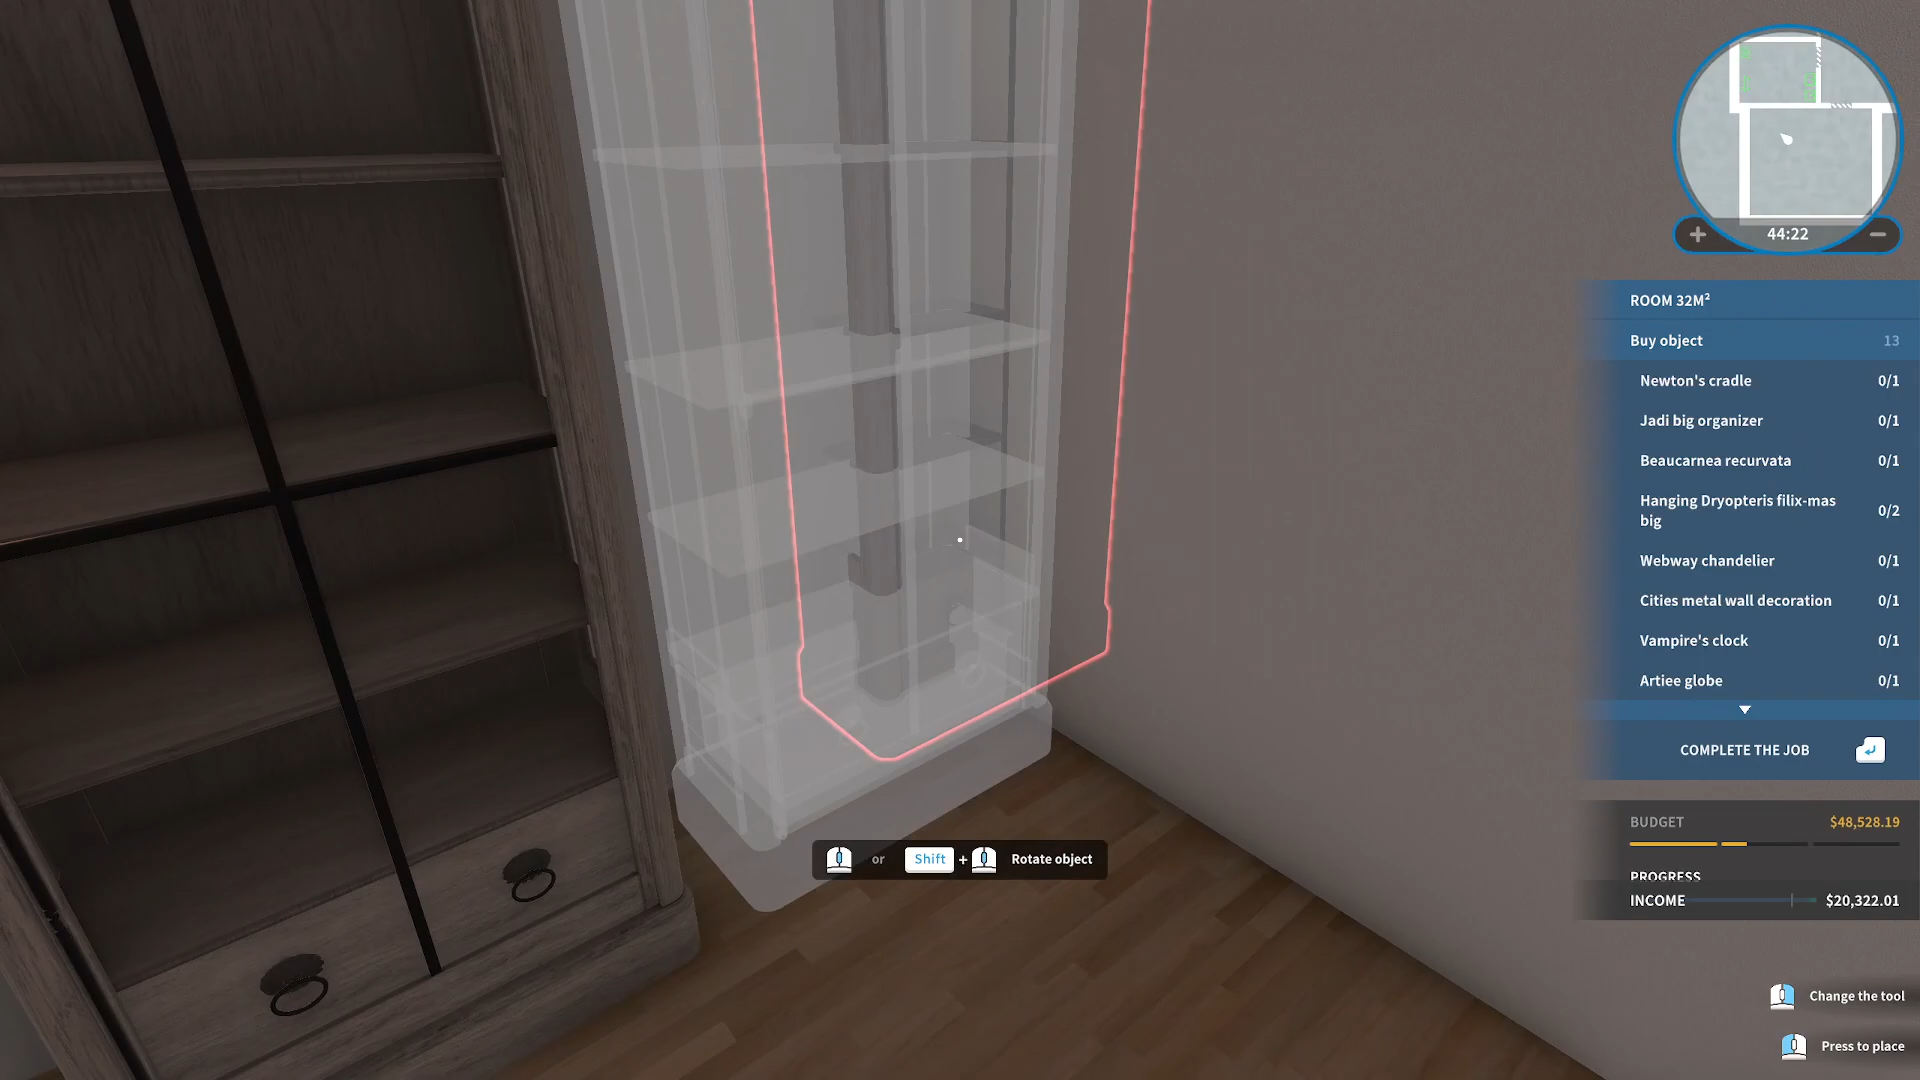 44:22
ROOM 32M²
Buy object 13
Newton's cradle 0/1
Jadi big organizer 0/1
Beaucarnea recurvata 0/1
Hanging Dryopteris filix-mas
big 0/2
Webway chandelier 0/1
Cities metal wall decoration 0/1
Vampire's clock 0/1
Artiee globe 0/1
COMPLETE THE JOB
BUDGET $48,528.19
PROGRESS
INCOME $20,322.01
or Shift + Rotate object
Change the tool
Press to place